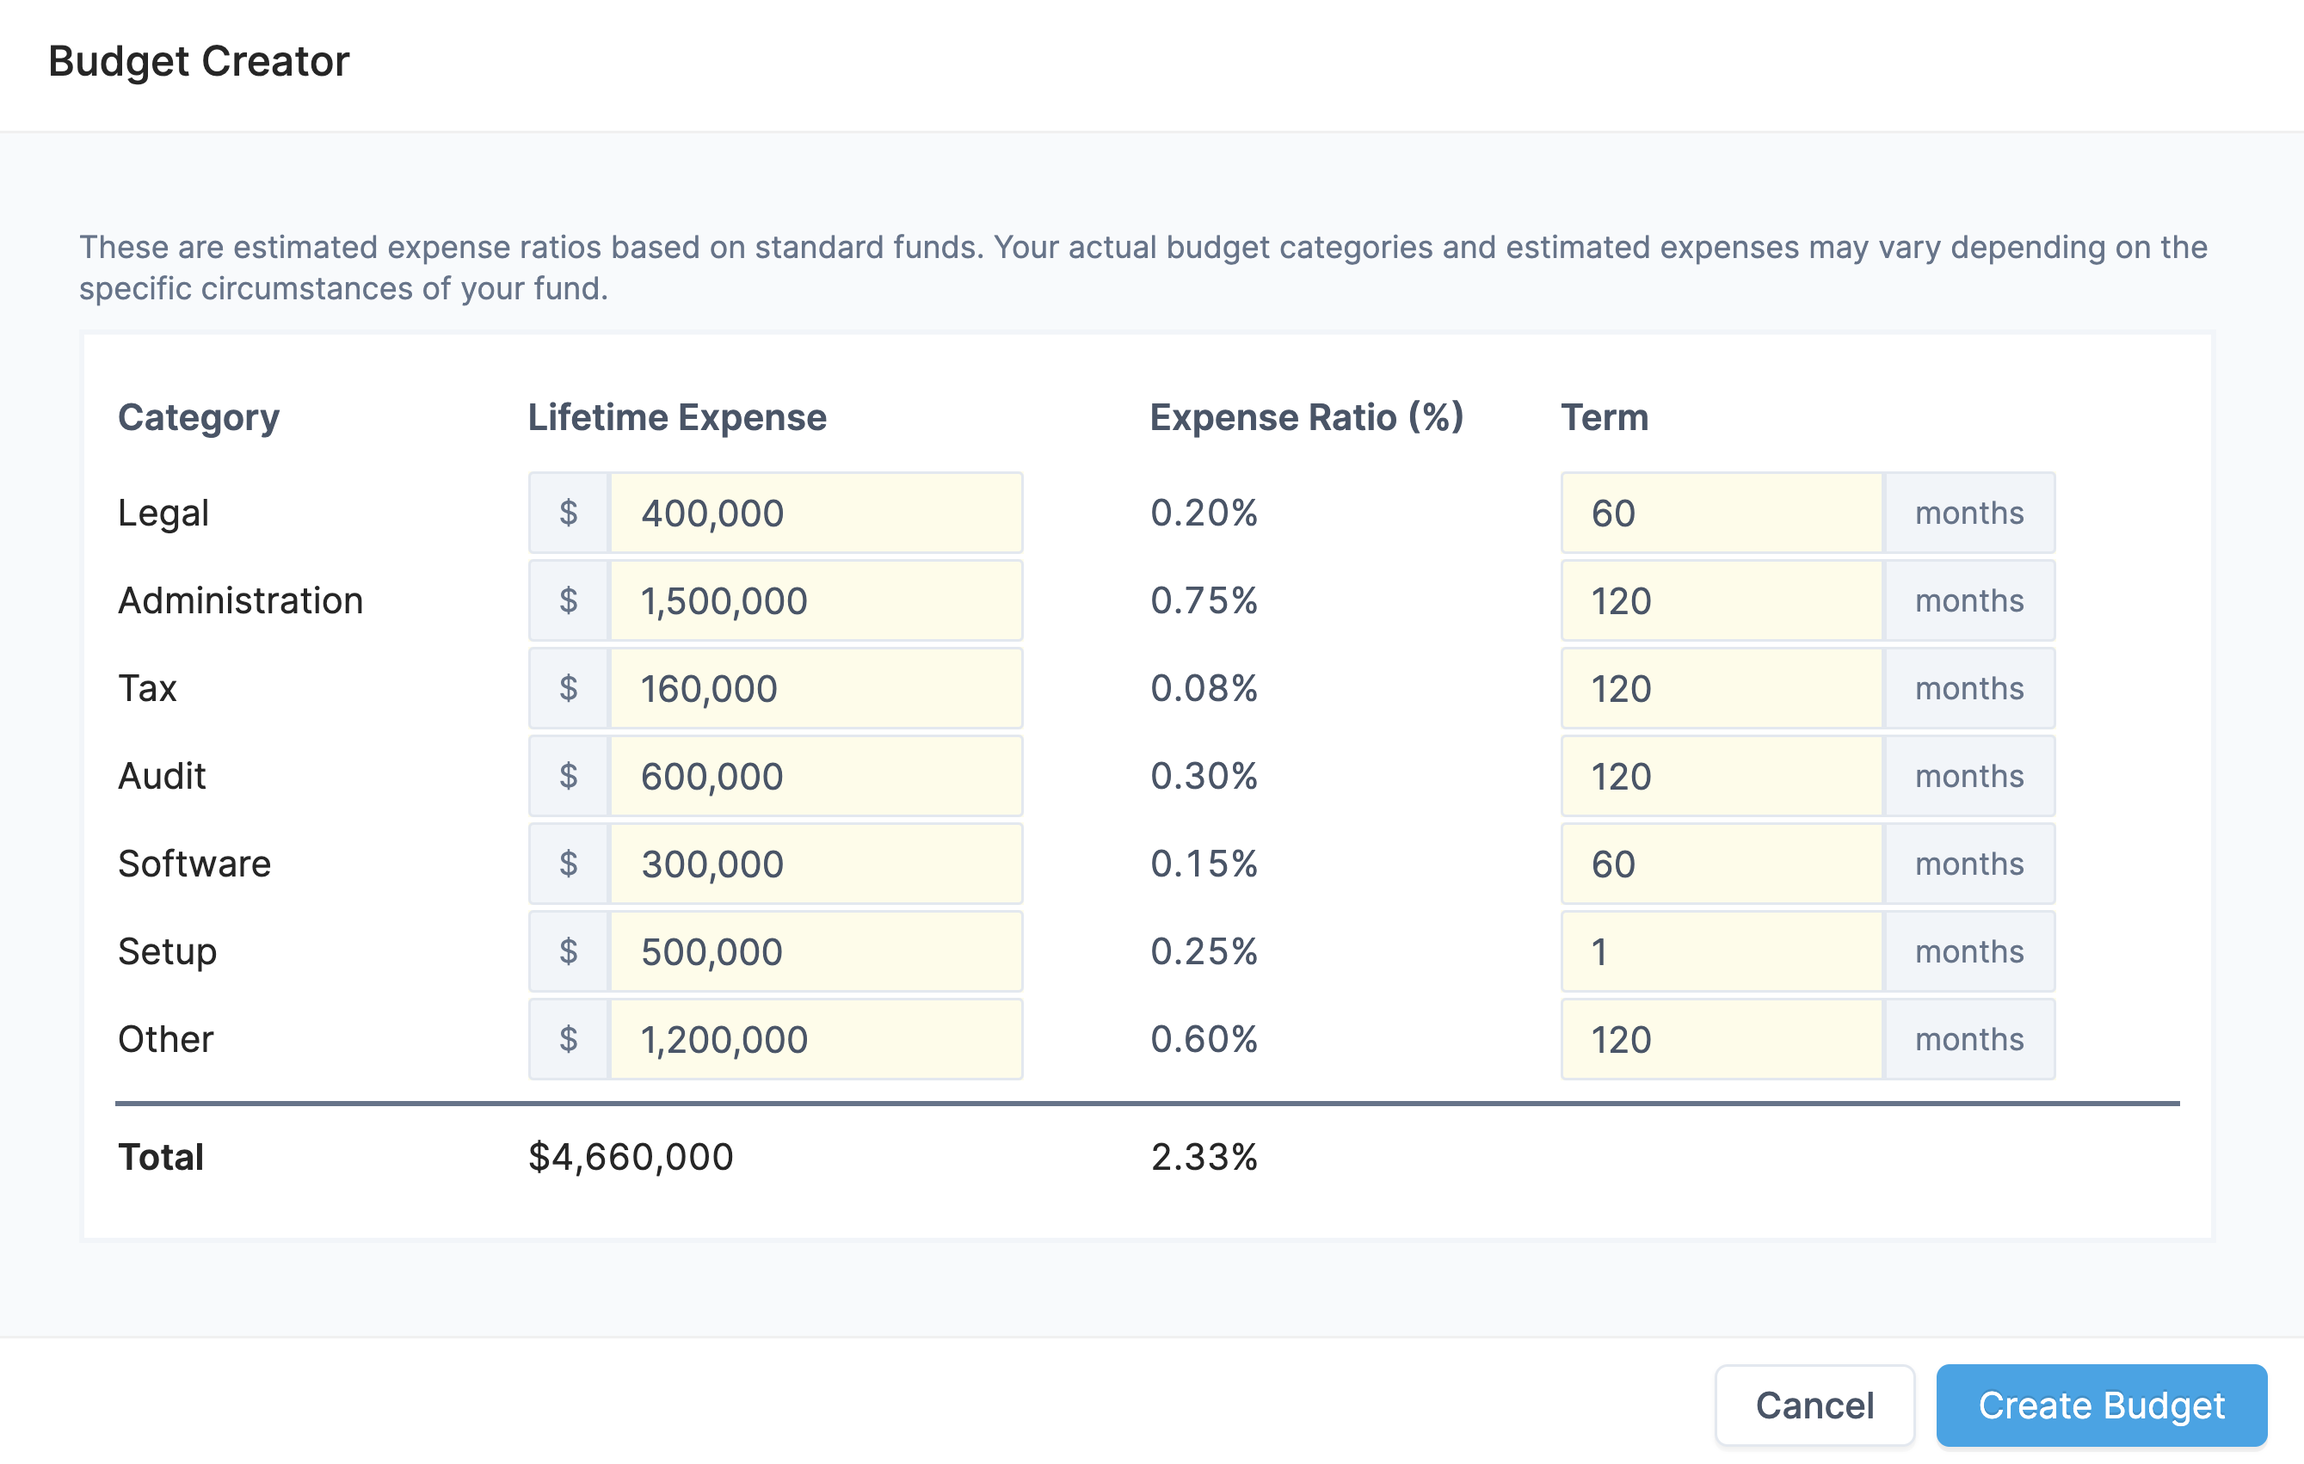 Budget Creator
These are estimated expense ratios based on standard funds. Your actual budget categories and estimated expenses may vary depending on the
specific circumstances of your fund.
Category Lifetime Expense Expense Ratio (%) Term
Legal $ 400,000 0.20% 60 months
Administration $ 1,500,000 0.75% 120 months
Tax $ 160,000 0.08% 120 months
Audit $ 600,000 0.30% 120 months
Software $ 300,000 0.15% 60 months
Setup $ 500,000 0.25% 1 months
Other $ 1,200,000 0.60% 120 months
Total $4,660,000 2.33%
Cancel Create Budget